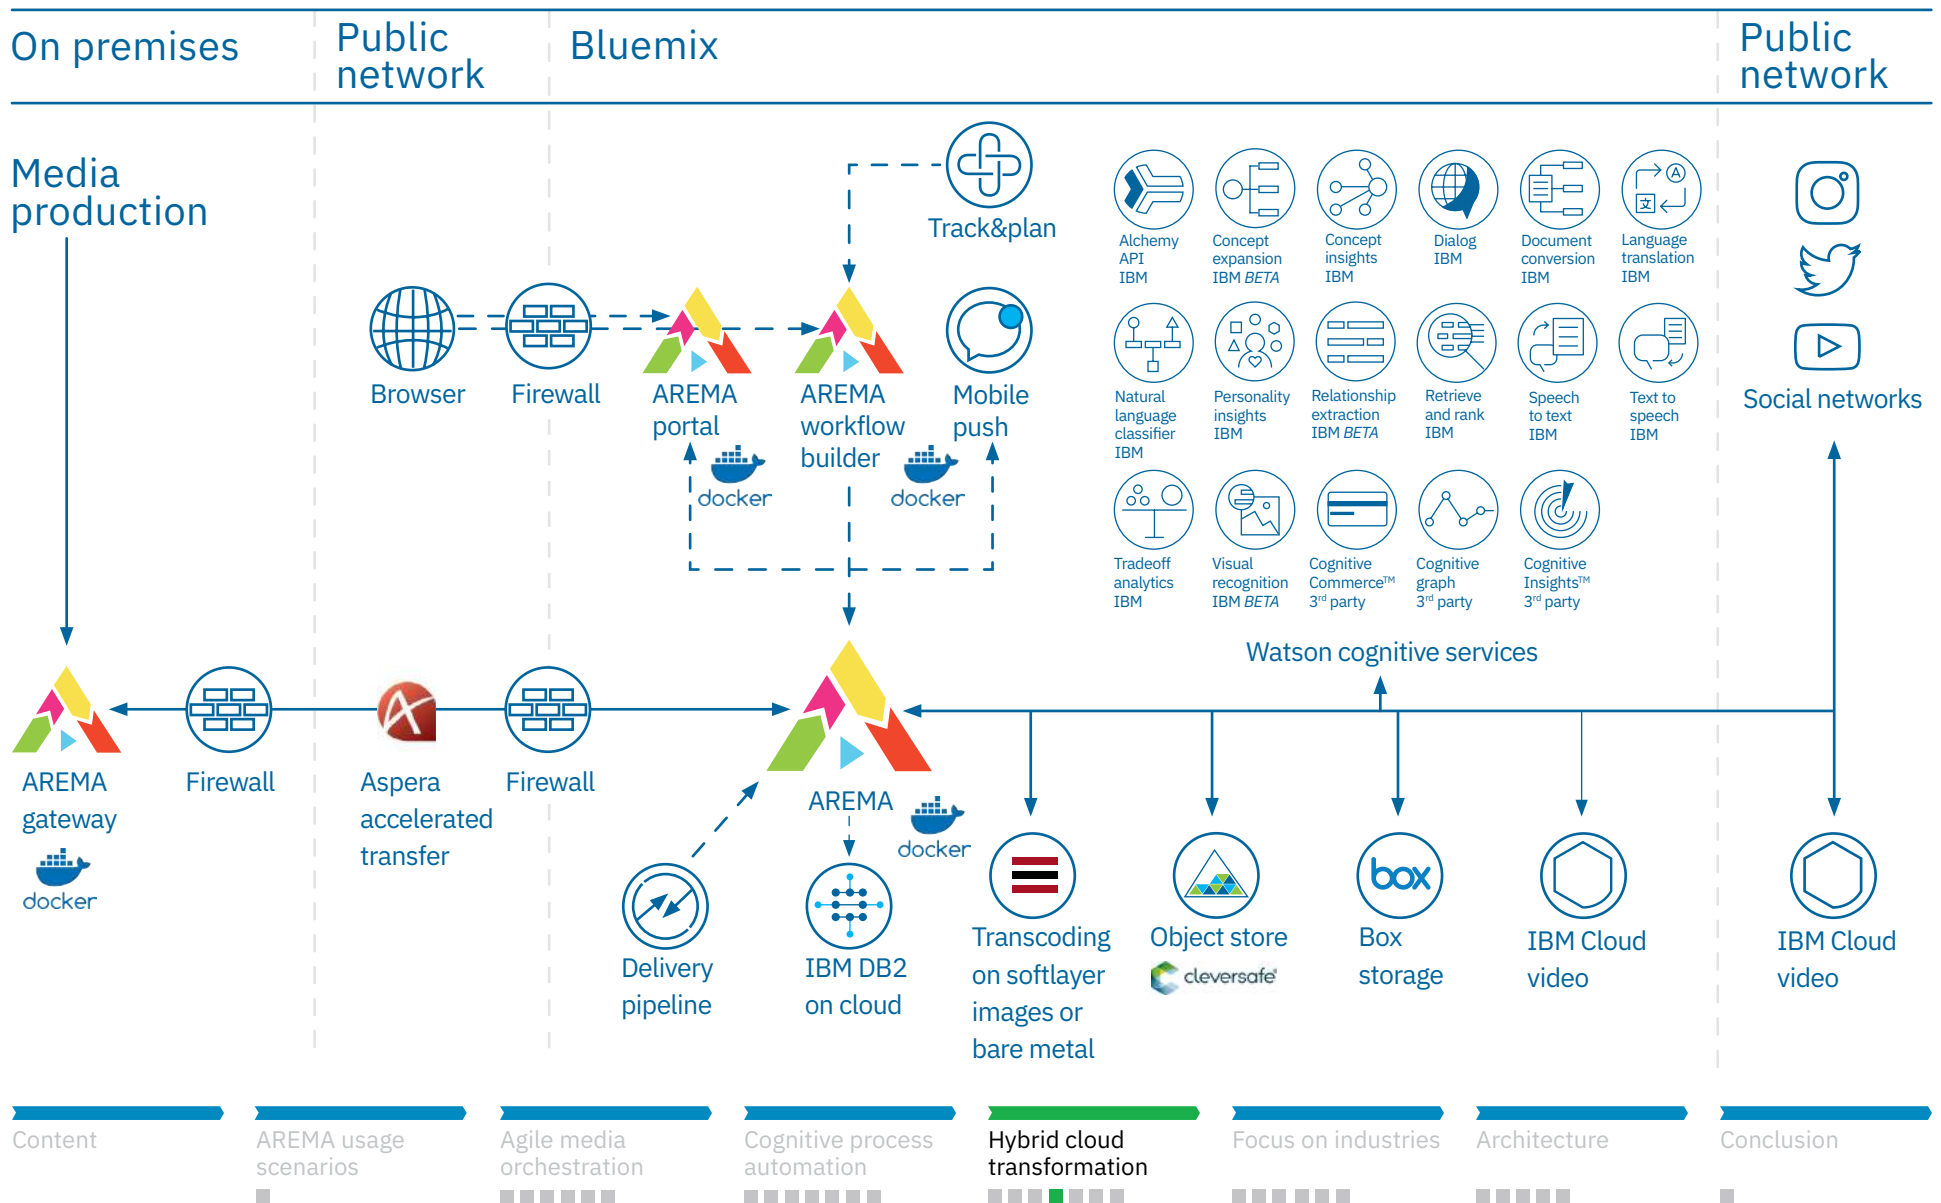 On premises
Public
network
Bluemix
Public
network
Media
production
Track&plan
Browser
Firewall
AREMA
portal
docker
AREMA
workflow
builder
docker
Mobile
push
Alchemy
API
IBM
Concept
expansion
IBM BETA
Concept
insights
IBM
Dialog
IBM
Document
conversion
IBM
A
文
Language
translation
IBM
Natural
language
classifier
IBM
Personality
insights
IBM
Relationship
extraction
IBM BETA
Retrieve
and rank
IBM
Speech
to text
IBM
Text to
speech
IBM
Tradeoff
analytics
IBM
Visual
recognition
IBM BETA
Cognitive
Commerce™
3rd party
Cognitive
graph
3rd party
Cognitive
Insights™
3rd party
Watson cognitive services
Social networks
AREMA
gateway
docker
Firewall
Aspera
accelerated
transfer
Firewall
AREMA
docker
Delivery
pipeline
IBM DB2
on cloud
Transcoding
on softlayer
images or
bare metal
Object store
cleversafe
box
Box
storage
IBM Cloud
video
IBM Cloud
video
Content
AREMA usage
scenarios
Agile media
orchestration
Cognitive process
automation
Hybrid cloud
transformation
Focus on industries
Architecture
Conclusion